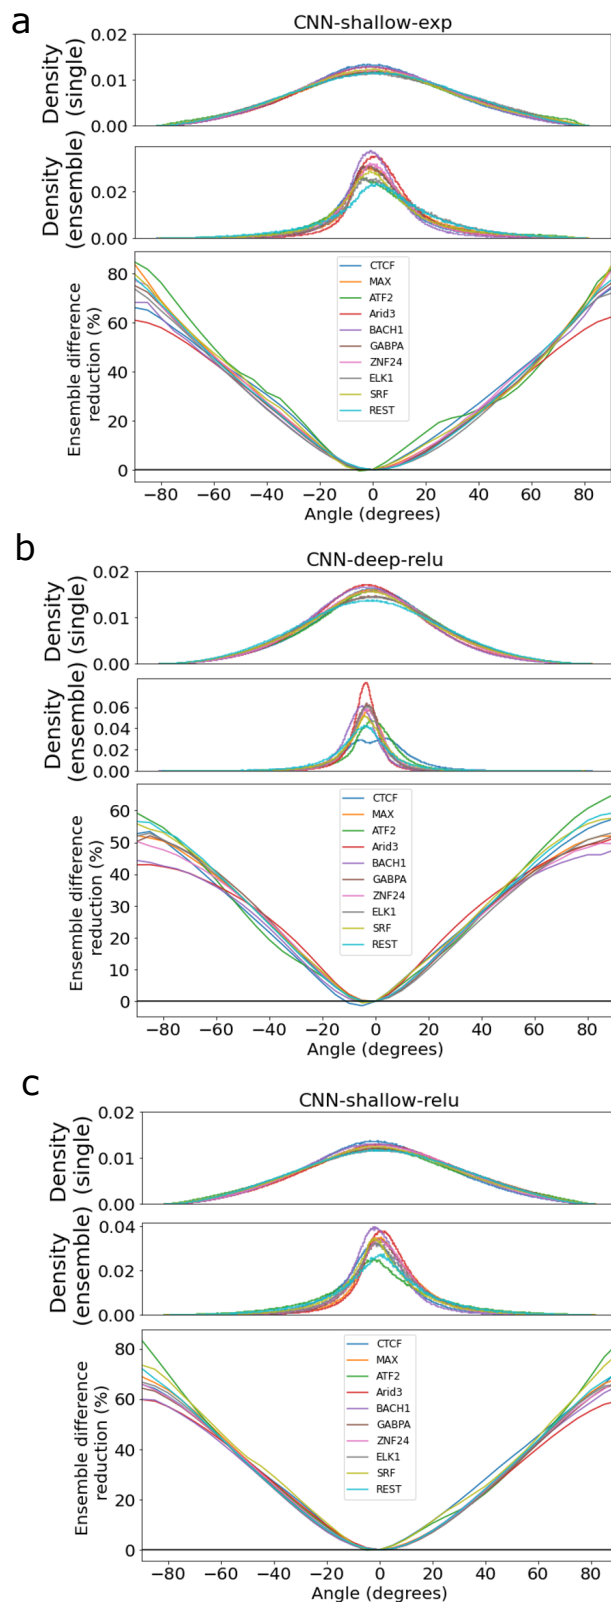 a
CNN-shallow-exp
Density
(single)
0.02
0.01
0.00
Density
(ensemble)
0.02
0.00
Ensemble difference
reduction (%)
80
60
40
20
0
CTCF
MAX
ATF2
Arid3
BACH1
GABPA
ZNF24
ELK1
SRF
REST
−80 −60 −40 −20 0 20 40 60 80
Angle (degrees)
b
CNN-deep-relu
Density
(single)
0.02
0.01
0.00
Density
(ensemble)
0.06
0.04
0.02
0.00
Ensemble difference
reduction (%)
60
50
40
30
20
10
0
CTCF
MAX
ATF2
Arid3
BACH1
GABPA
ZNF24
ELK1
SRF
REST
−80 −60 −40 −20 0 20 40 60 80
Angle (degrees)
c
CNN-shallow-relu
Density
(single)
0.02
0.01
0.00
Density
(ensemble)
0.04
0.02
0.00
Ensemble difference
reduction (%)
80
60
40
20
0
CTCF
MAX
ATF2
Arid3
BACH1
GABPA
ZNF24
ELK1
SRF
REST
−80 −60 −40 −20 0 20 40 60 80
Angle (degrees)